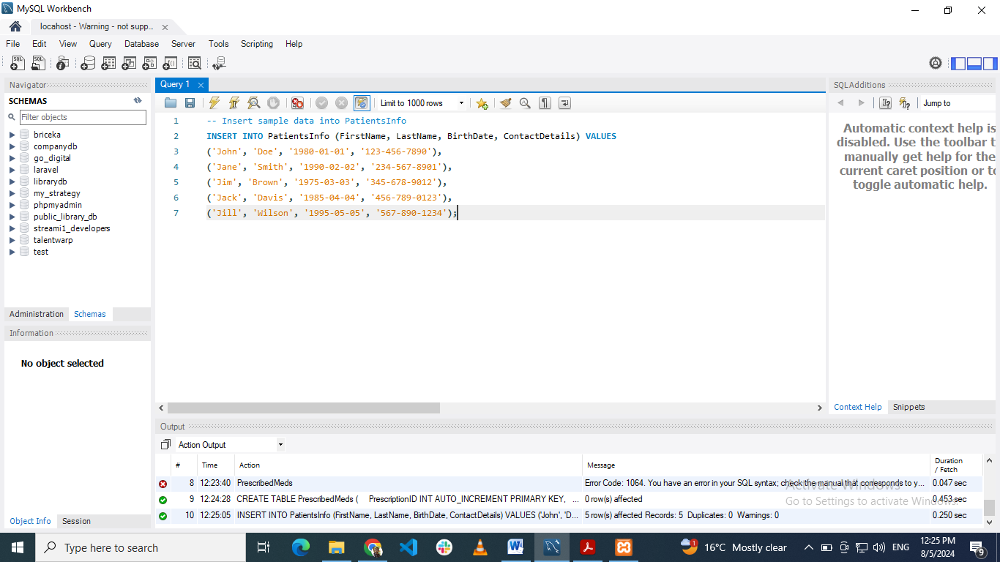 MySQL Workbench
locahost - Warning - not supp...
File Edit View Query Database Server Tools Scripting Help
Navigator
SCHEMAS
Filter objects
briceka
companydb
go_digital
laravel
librarydb
my_strategy
phpmyadmin
public_library_db
streami1_developers
talentwarp
test
Administration Schemas
Information
No object selected
Object Info Session
Query 1
Limit to 1000 rows
1 -- Insert sample data into PatientsInfo
2 INSERT INTO PatientsInfo (FirstName, LastName, BirthDate, ContactDetails) VALUES
3 ('John', 'Doe', '1980-01-01', '123-456-7890'),
4 ('Jane', 'Smith', '1990-02-02', '234-567-8901'),
5 ('Jim', 'Brown', '1975-03-03', '345-678-9012'),
6 ('Jack', 'Davis', '1985-04-04', '456-789-0123'),
7 ('Jill', 'Wilson', '1995-05-05', '567-890-1234');
SQLAdditions
Jump to
Automatic context help is
disabled. Use the toolbar t
manually get help for the
current caret position or to
toggle automatic help.
Context Help Snippets
Output
Action Output
# Time Action Message Duration / Fetch
8 12:23:40 PrescribedMeds Error Code: 1064. You have an error in your SQL syntax; check the manual that corresponds to y... 0.047 sec
9 12:24:28 CREATE TABLE PrescribedMeds ( PrescriptionID INT AUTO_INCREMENT PRIMARY KEY, ... 0 row(s) affected 0.453 sec
10 12:25:05 INSERT INTO PatientsInfo (FirstName, LastName, BirthDate, ContactDetails) VALUES ('John', 'D... 5 row(s) affected Records: 5 Duplicates: 0 Warnings: 0 0.250 sec
Activate Windows
Go to Settings to activate Windows.
Type here to search
16°C Mostly clear
ENG
12:25 PM
8/5/2024
9